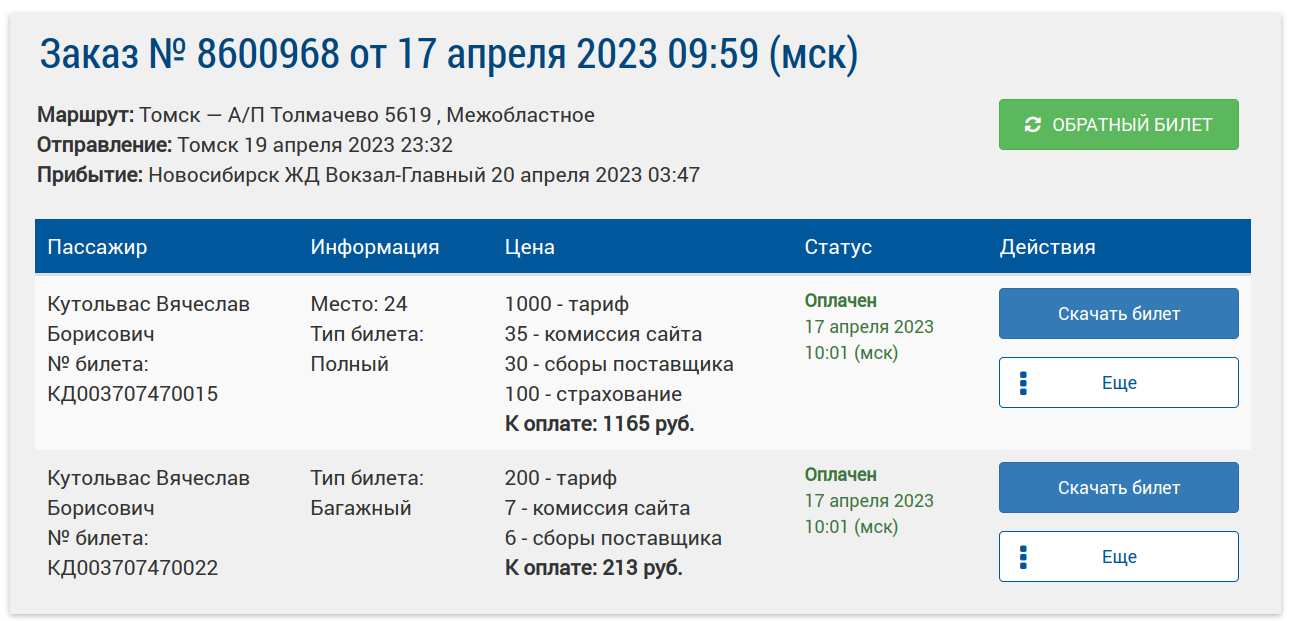 Заказ № 8600968 от 17 апреля 2023 09:59 (мск)
Маршрут: Томск — А/П Толмачево 5619 , Межобластное
Отправление: Томск 19 апреля 2023 23:32
Прибытие: Новосибирск ЖД Вокзал-Главный 20 апреля 2023 03:47
ОБРАТНЫЙ БИЛЕТ
Пассажир Информация Цена Статус Действия
Кутольвас Вячеслав
Борисович
№ билета:
КД003707470015
Место: 24
Тип билета:
Полный
1000 - тариф
35 - комиссия сайта
30 - сборы поставщика
100 - страхование
К оплате: 1165 руб.
Оплачен
17 апреля 2023
10:01 (мск)
Скачать билет
Еще
Кутольвас Вячеслав
Борисович
№ билета:
КД003707470022
Тип билета:
Багажный
200 - тариф
7 - комиссия сайта
6 - сборы поставщика
К оплате: 213 руб.
Оплачен
17 апреля 2023
10:01 (мск)
Скачать билет
Еще